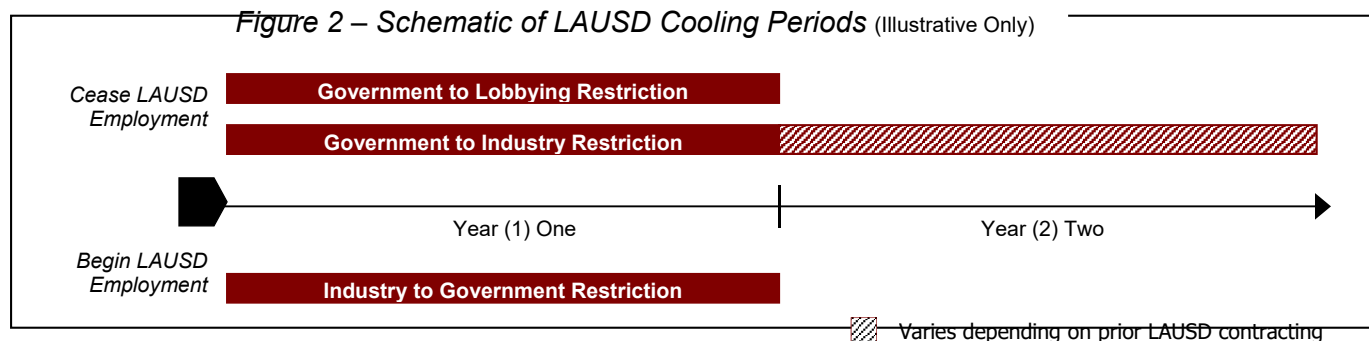 Figure 2 – Schematic of LAUSD Cooling Periods (Illustrative Only)
Cease LAUSD
Employment
Government to Lobbying Restriction
Government to Industry Restriction
Year (1) One
Year (2) Two
Begin LAUSD
Employment
Industry to Government Restriction
Varies depending on prior LAUSD contracting